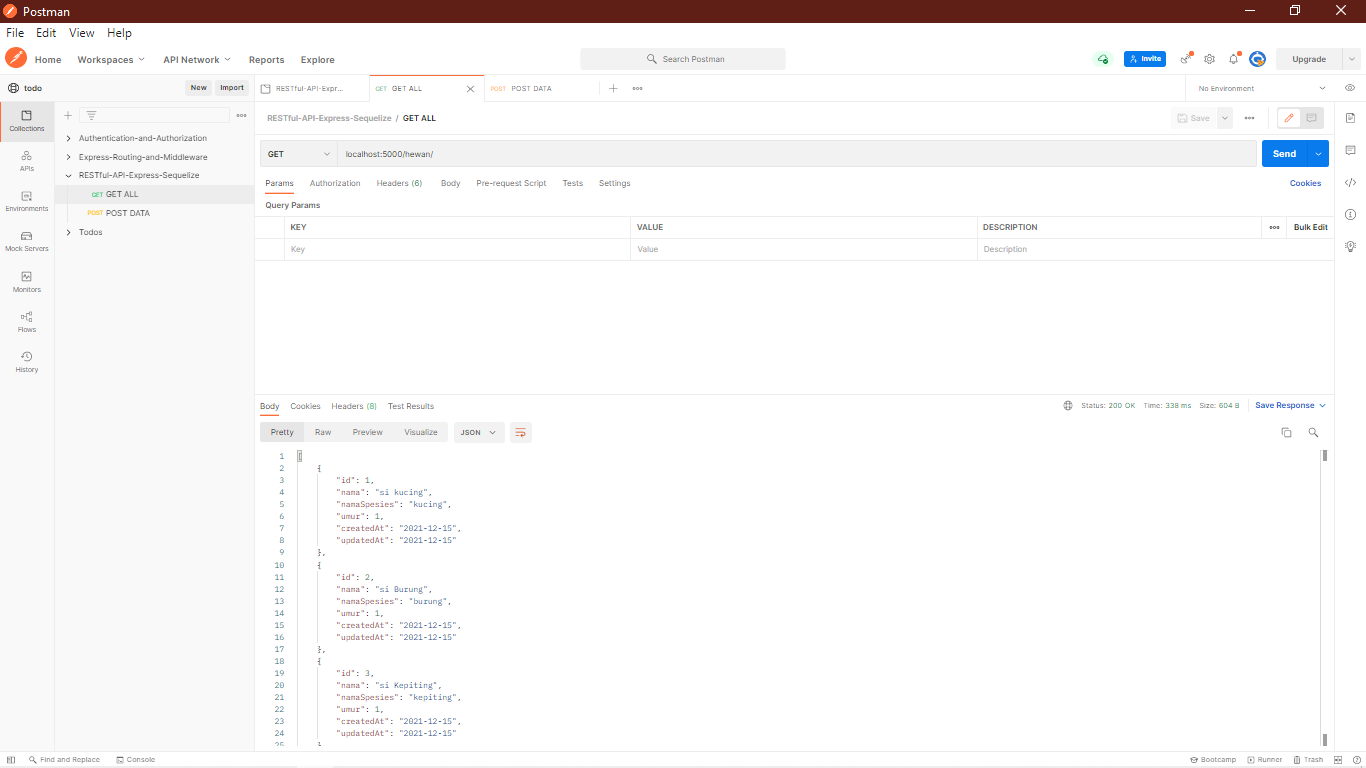 Postman
File Edit View Help
Home Workspaces API Network Reports Explore Search Postman Invite Upgrade
todo New Import RESTful-API-Expr... GET GET ALL POST POST DATA No Environment
Collections
APIs
Environments
Mock Servers
Monitors
Flows
History
Authentication-and-Authorization
Express-Routing-and-Middleware
RESTful-API-Express-Sequelize
GET GET ALL
POST POST DATA
Todos
RESTful-API-Express-Sequelize / GET ALL Save
GET localhost:5000/hewan/ Send
Params Authorization Headers (6) Body Pre-request Script Tests Settings Cookies
Query Params
KEY VALUE DESCRIPTION Bulk Edit
Key Value Description
Body Cookies Headers (8) Test Results Status: 200 OK Time: 338 ms Size: 604 B Save Response
Pretty Raw Preview Visualize JSON
1 [
2 {
3 "id": 1,
4 "nama": "si kucing",
5 "namaSpesies": "kucing",
6 "umur": 1,
7 "createdAt": "2021-12-15",
8 "updatedAt": "2021-12-15"
9 },
10 {
11 "id": 2,
12 "nama": "si Burung",
13 "namaSpesies": "burung",
14 "umur": 1,
15 "createdAt": "2021-12-15",
16 "updatedAt": "2021-12-15"
17 },
18 {
19 "id": 3,
20 "nama": "si Kepiting",
21 "namaSpesies": "kepiting",
22 "umur": 1,
23 "createdAt": "2021-12-15",
24 "updatedAt": "2021-12-15"
25 }
Find and Replace Console Bootcamp Runner Trash